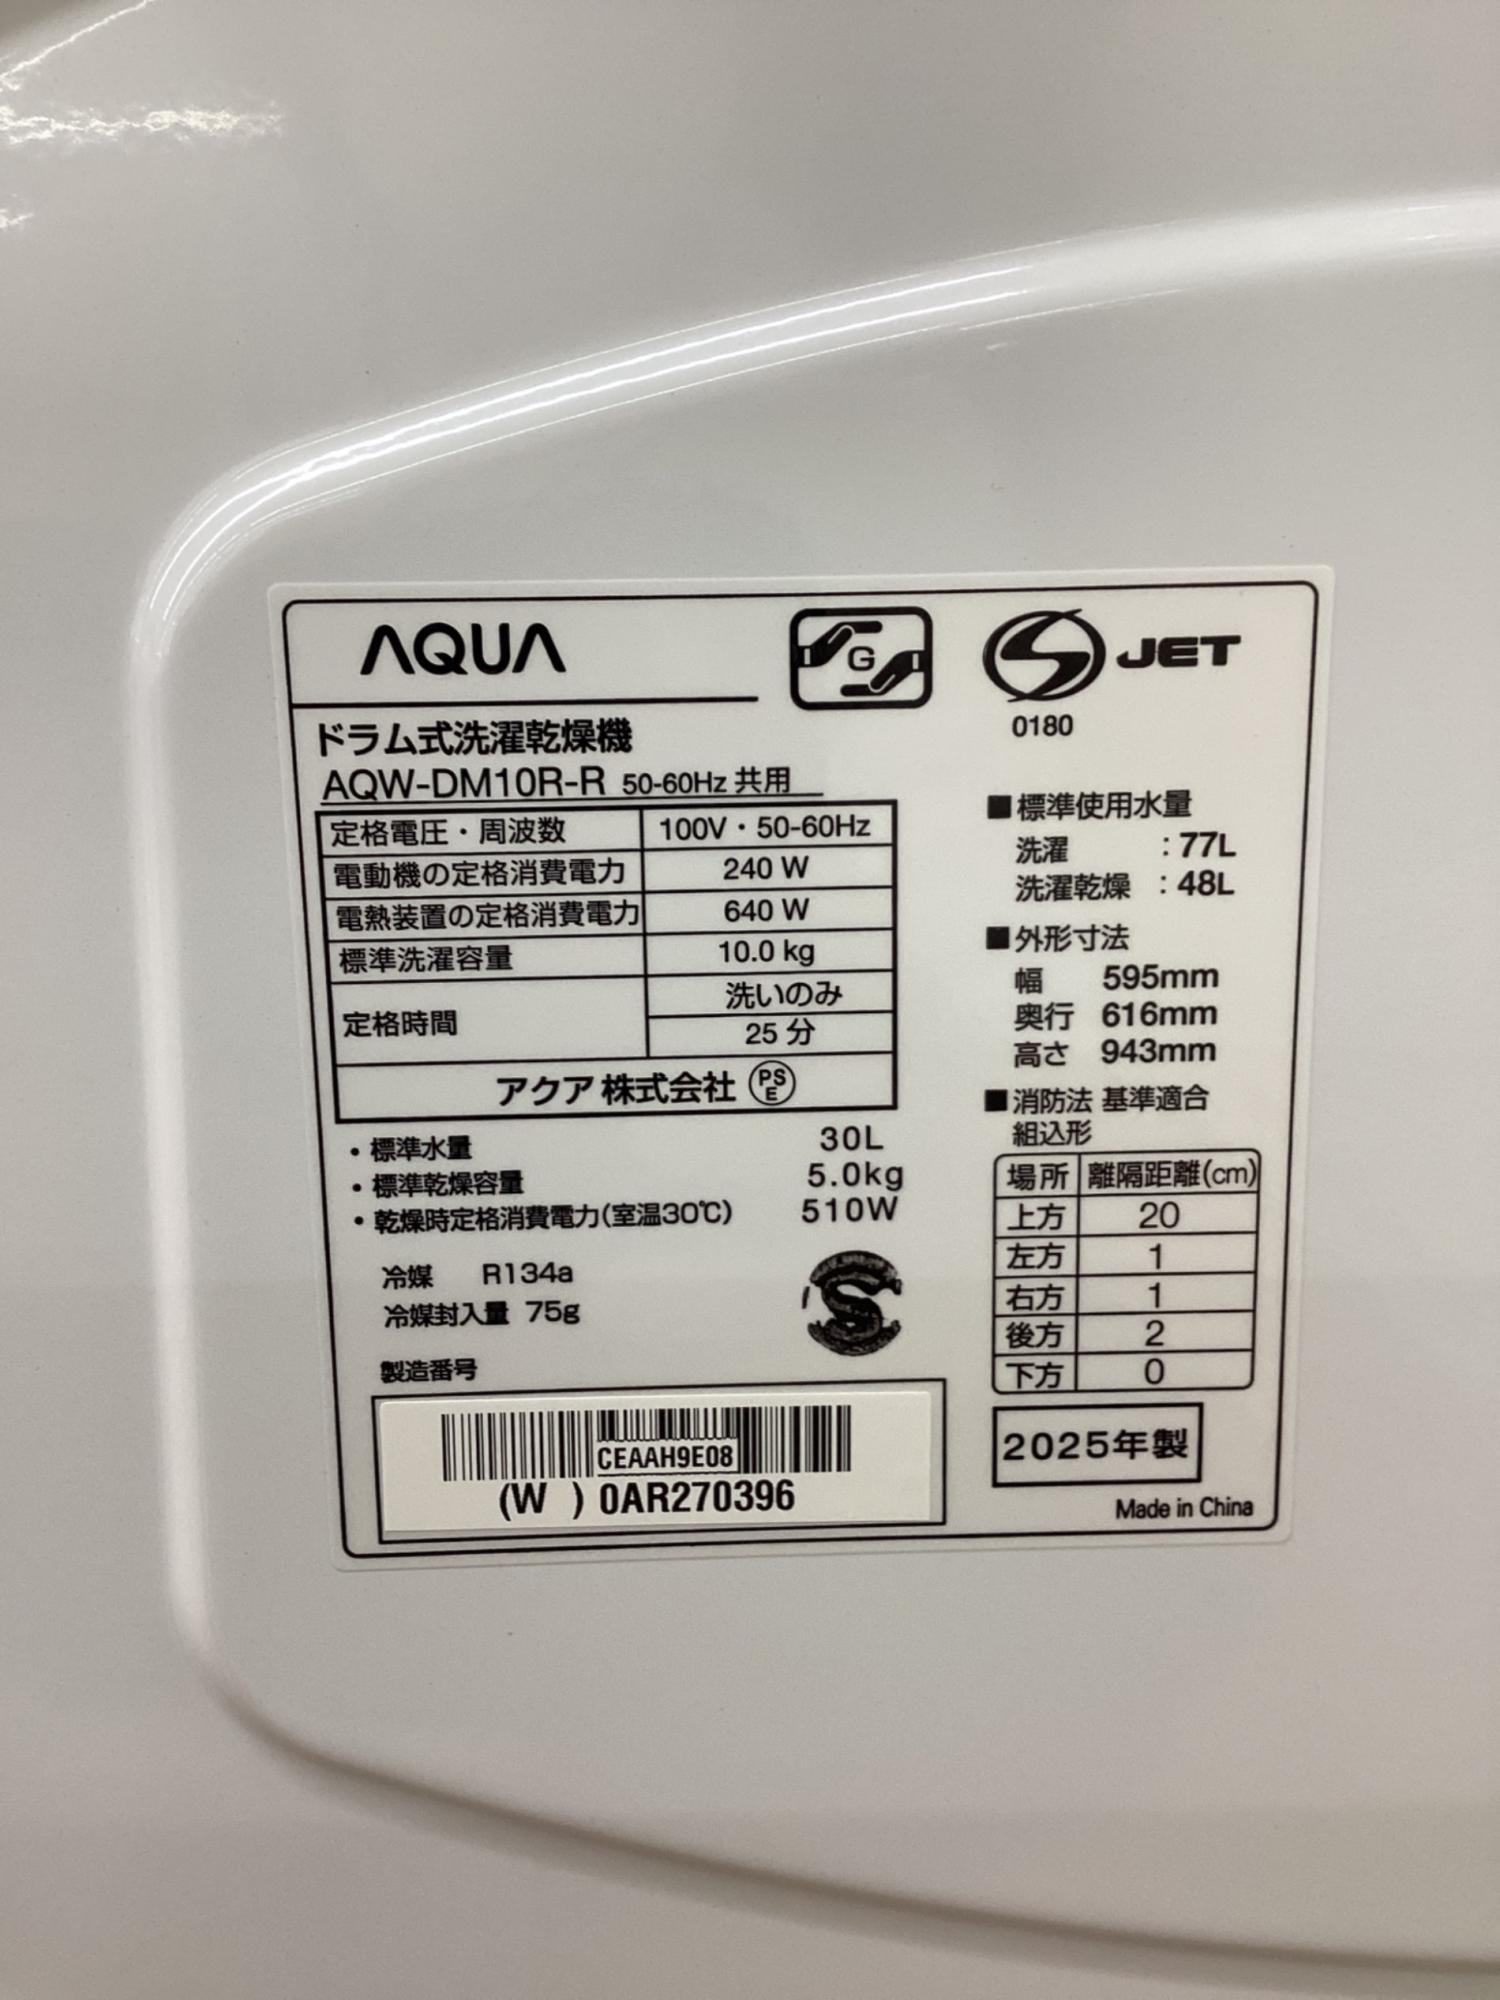 AQUA
G
JET
0180
ドラム式洗濯乾燥機
AQW-DM10R-R 50-60Hz 共用
定格電圧・周波数 100V・50-60Hz
電動機の定格消費電力 240 W
電熱装置の定格消費電力 640 W
標準洗濯容量 10.0 kg
定格時間 洗いのみ
25 分
アクア 株式会社 PSE
・標準水量 30L
・標準乾燥容量 5.0kg
・乾燥時定格消費電力(室温30℃) 510W
冷媒 R134a
冷媒封入量 75g
S
製造番号
CEAAH9E08
(W ) 0AR270396
■標準使用水量
洗濯 :77L
洗濯乾燥 :48L
■外形寸法
幅 595mm
奥行 616mm
高さ 943mm
■消防法 基準適合
組込形
場所 離隔距離(cm)
上方 20
左方 1
右方 1
後方 2
下方 0
2025年製
Made in China